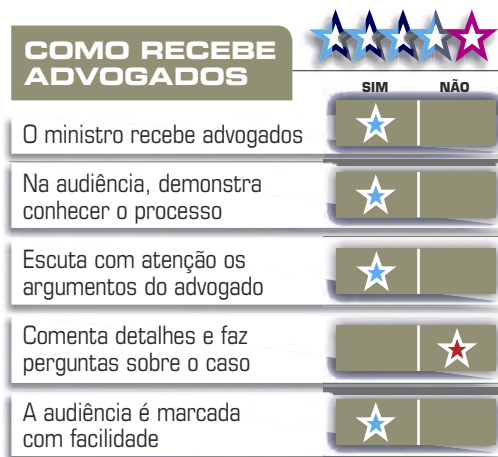 COMO RECEBE
ADVOGADOS
SIM NÃO
O ministro recebe advogados
Na audiência, demonstra
conhecer o processo
Escuta com atenção os
argumentos do advogado
Comenta detalhes e faz
perguntas sobre o caso
A audiência é marcada
com facilidade